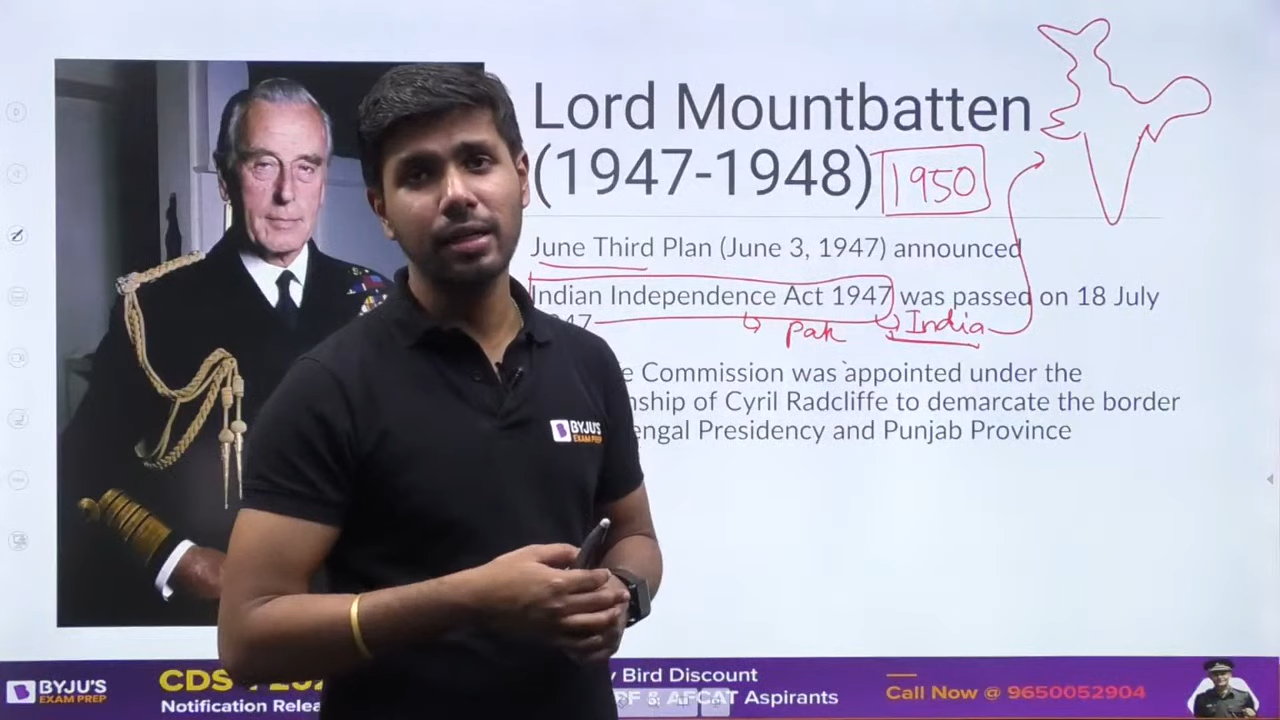 Lord Mountbatten
(1947-1948) 1950
June Third Plan (June 3, 1947) announced
Indian Independence Act 1947 was passed on 18 July
Pak India
Commission was appointed under the
of Cyril Radcliffe to demarcate the border
Presidency and Punjab Province
BYJU'S
EXAM PREP
BYJU'S
EXAM PREP
CDS
Notification
Bird Discount
& AFCAT Aspirants
Call Now @ 9650052904